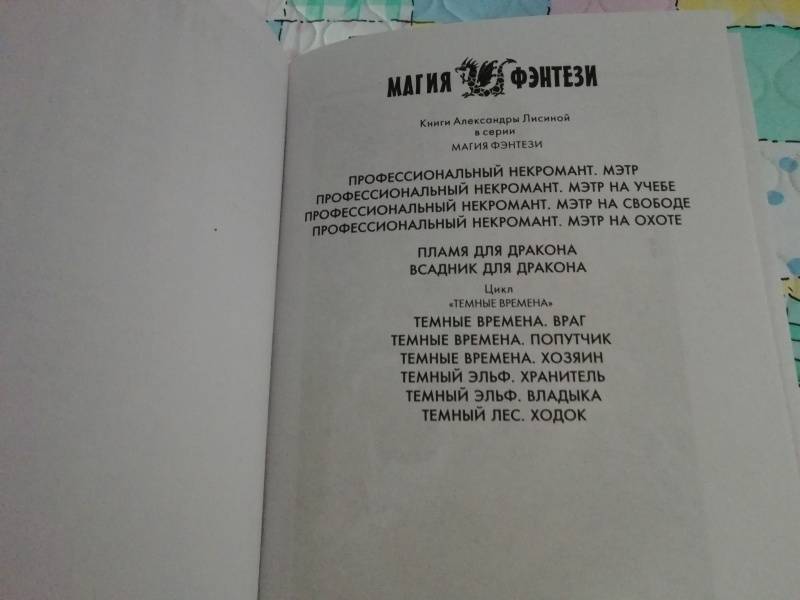 МАГИЯ ФЭНТЕЗИ
Книги Александры Лисиной
в серии
МАГИЯ ФЭНТЕЗИ
ПРОФЕССИОНАЛЬНЫЙ НЕКРОМАНТ. МЭТР
ПРОФЕССИОНАЛЬНЫЙ НЕКРОМАНТ. МЭТР НА УЧЕБЕ
ПРОФЕССИОНАЛЬНЫЙ НЕКРОМАНТ. МЭТР НА СВОБОДЕ
ПРОФЕССИОНАЛЬНЫЙ НЕКРОМАНТ. МЭТР НА ОХОТЕ
ПЛАМЯ ДЛЯ ДРАКОНА
ВСАДНИК ДЛЯ ДРАКОНА
Цикл
«ТЕМНЫЕ ВРЕМЕНА»
ТЕМНЫЕ ВРЕМЕНА. ВРАГ
ТЕМНЫЕ ВРЕМЕНА. ПОПУТЧИК
ТЕМНЫЕ ВРЕМЕНА. ХОЗЯИН
ТЕМНЫЙ ЭЛЬФ. ХРАНИТЕЛЬ
ТЕМНЫЙ ЭЛЬФ. ВЛАДЫКА
ТЕМНЫЙ ЛЕС. ХОДОК